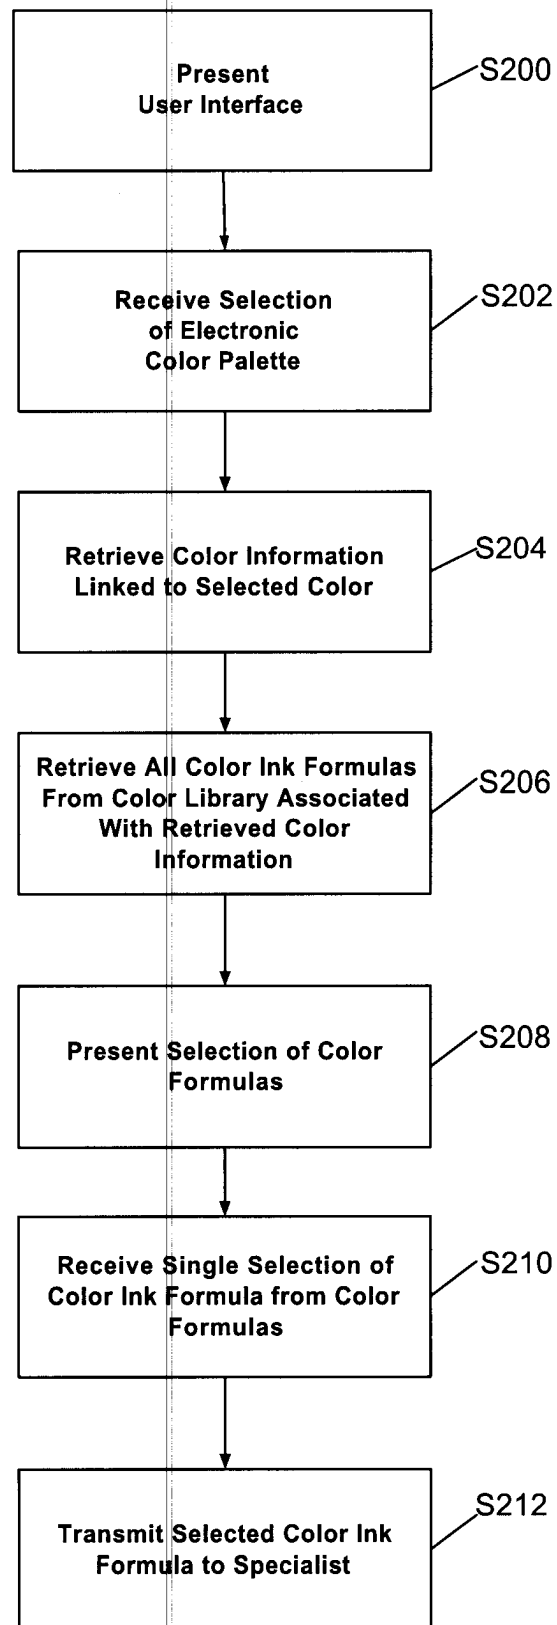 Present
User Interface
S200
Receive Selection
of Electronic
Color Palette
S202
Retrieve Color Information
Linked to Selected Color
S204
Retrieve All Color Ink Formulas
From Color Library Associated
With Retrieved Color
Information
S206
Present Selection of Color
Formulas
S208
Receive Single Selection of
Color Ink Formula from Color
Formulas
S210
Transmit Selected Color Ink
Formula to Specialist
S212